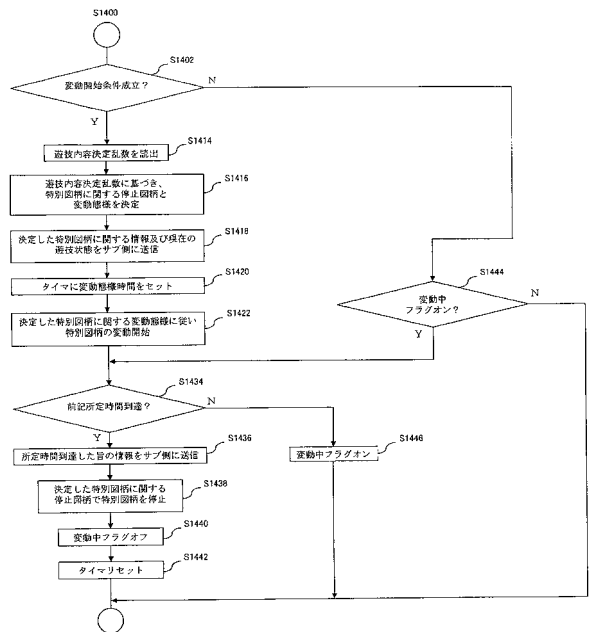 S1400
S1402
変動開始条件成立？
N
Y
S1414
遊技内容決定乱数を読出
S1416
遊技内容決定乱数に基づき、
特別図柄に関する停止図柄と
変動態様を決定
S1418
決定した特別図柄に関する情報及び現在の
遊技状態をサブ側に送信
S1420
タイマに変動態様時間をセット
S1422
決定した特別図柄に関する変動態様に従い
特別図柄の変動開始
S1444
変動中
フラグオン？
N
Y
S1434
前記所定時間到達？
N
Y
S1436
所定時間到達した旨の情報をサブ側に送信
S1446
変動中フラグオン
S1438
決定した特別図柄に関する
停止図柄で特別図柄を停止
S1440
変動中フラグオフ
S1442
タイマリセット